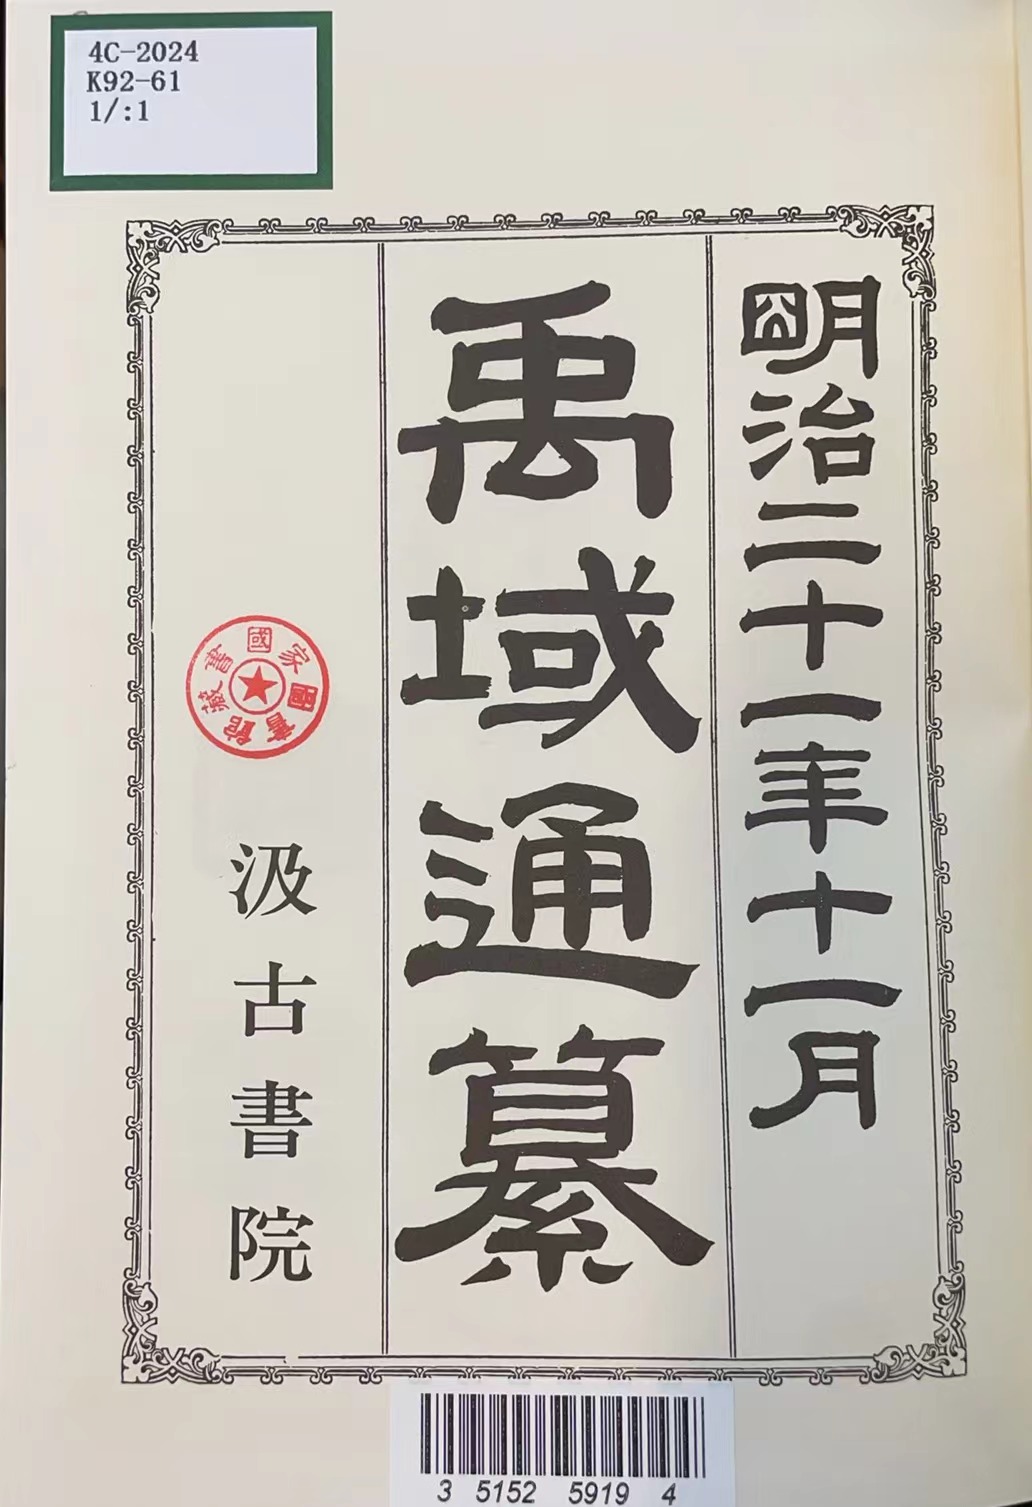 4C-2024
K92-61
1/:1
明治二十一年十一月
禹域通纂
國家圖書館藏書
汲古書院
3 5152 5919 4